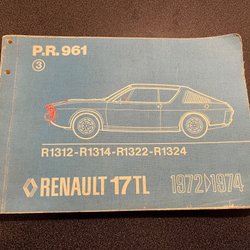 P.R. 961
3
R1312-R1314-R1322-R1324
RENAULT 17TL
1972▷1974